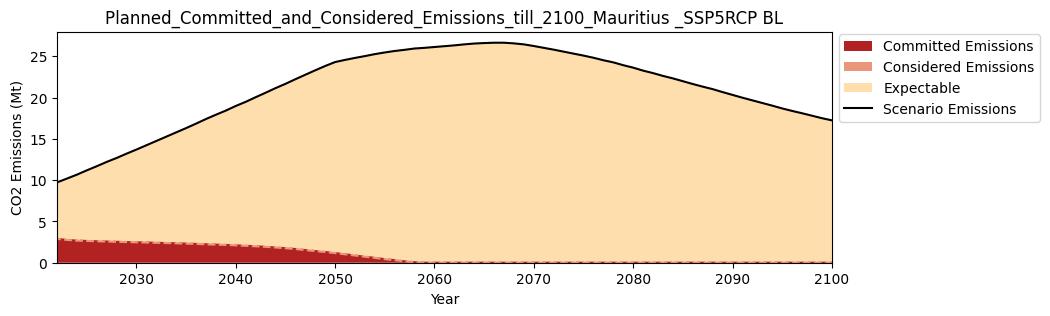 Planned_Committed_and_Considered_Emissions_till_2100_Mauritius _SSP5RCP BL
CO2 Emissions (Mt)
25
20
15
10
5
0
2030
2040
2050
2060
2070
2080
2090
2100
Year
Committed Emissions
Considered Emissions
Expectable
Scenario Emissions